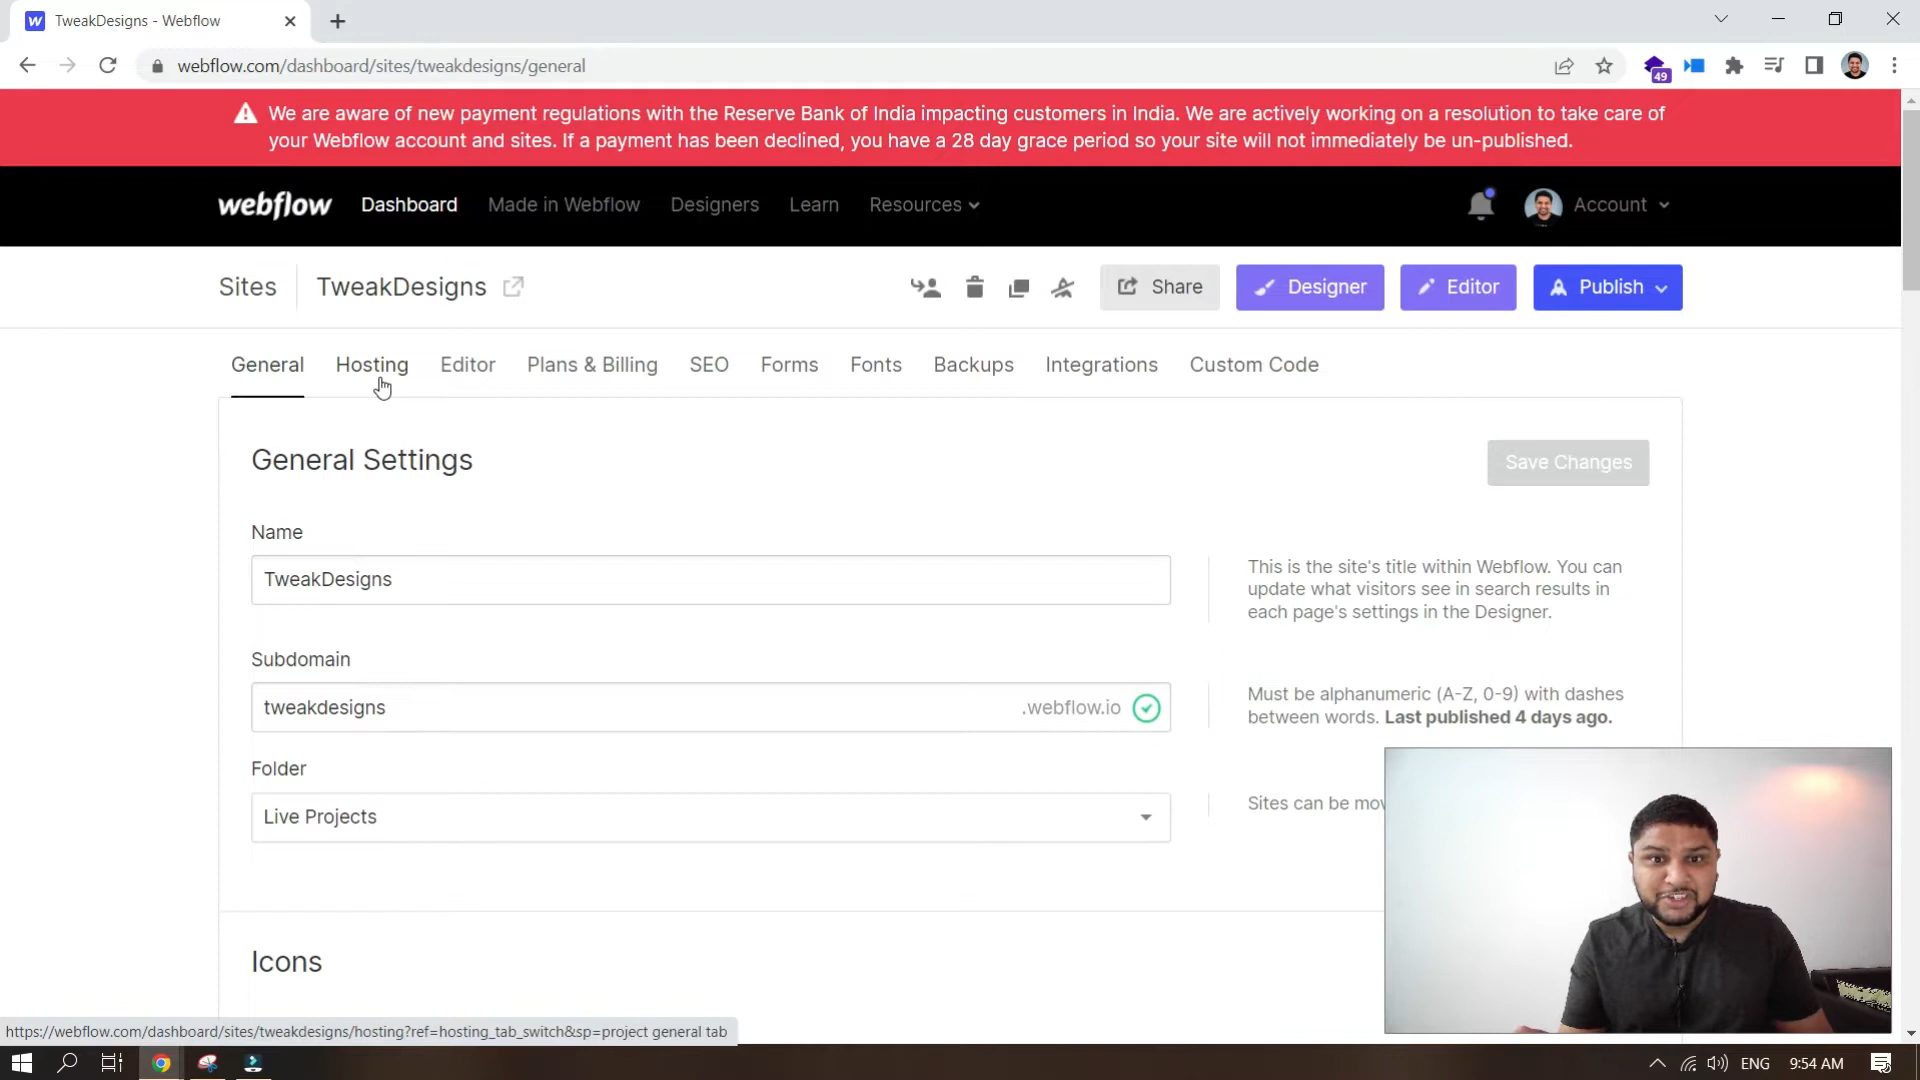 TweakDesigns - Webflow
webflow.com/dashboard/sites/tweakdesigns/general
49
We are aware of new payment regulations with the Reserve Bank of India impacting customers in India. We are actively working on a resolution to take care of
your Webflow account and sites. If a payment has been declined, you have a 28 day grace period so your site will not immediately be un-published.
webflow Dashboard Made in Webflow Designers Learn Resources Account
Sites TweakDesigns Share Designer Editor Publish
General Hosting Editor Plans & Billing SEO Forms Fonts Backups Integrations Custom Code
General Settings
Save Changes
Name
TweakDesigns
This is the site's title within Webflow. You can
update what visitors see in search results in
each page's settings in the Designer.
Subdomain
tweakdesigns .webflow.io
Must be alphanumeric (A-Z, 0-9) with dashes
between words. Last published 4 days ago.
Folder
Live Projects
Sites can be
Icons
https://webflow.com/dashboard/sites/tweakdesigns/hosting?ref=hosting_tab_switch&sp=project general tab
ENG 9:54 AM